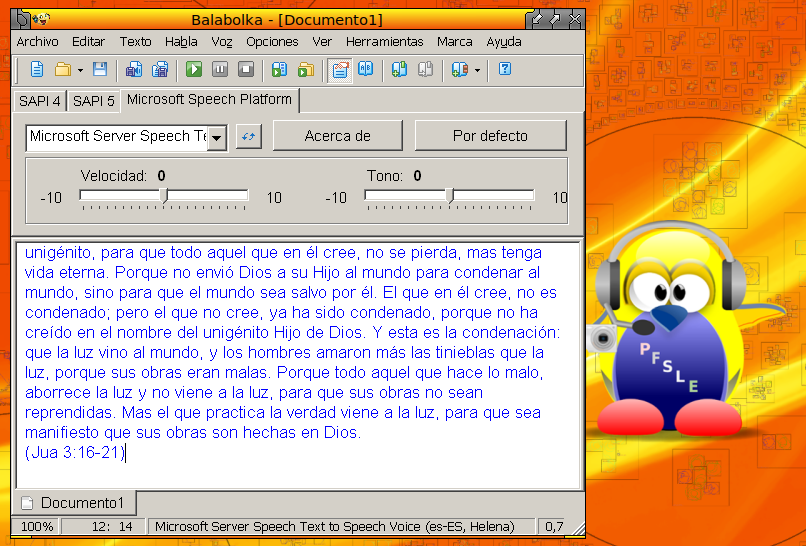 Balabolka - [Documento1]
Archivo Editar Texto Habla Voz Opciones Ver Herramientas Marca Ayuda
SAPI 4 SAPI 5 Microsoft Speech Platform
Microsoft Server Speech Te Acerca de Por defecto
Velocidad: 0 Tono: 0
-10 10 -10 10
unigénito, para que todo aquel que en él cree, no se pierda, mas tenga
vida eterna. Porque no envió Dios a su Hijo al mundo para condenar al
mundo, sino para que el mundo sea salvo por él. El que en él cree, no es
condenado; pero el que no cree, ya ha sido condenado, porque no ha
creído en el nombre del unigénito Hijo de Dios. Y esta es la condenación:
que la luz vino al mundo, y los hombres amaron más las tinieblas que la
luz, porque sus obras eran malas. Porque todo aquel que hace lo malo,
aborrece la luz y no viene a la luz, para que sus obras no sean
reprendidas. Mas el que practica la verdad viene a la luz, para que sea
manifiesto que sus obras son hechas en Dios.
(Jua 3:16-21)
Documento1
100% 12: 14 Microsoft Server Speech Text to Speech Voice (es-ES, Helena) 0,7
PFSLE